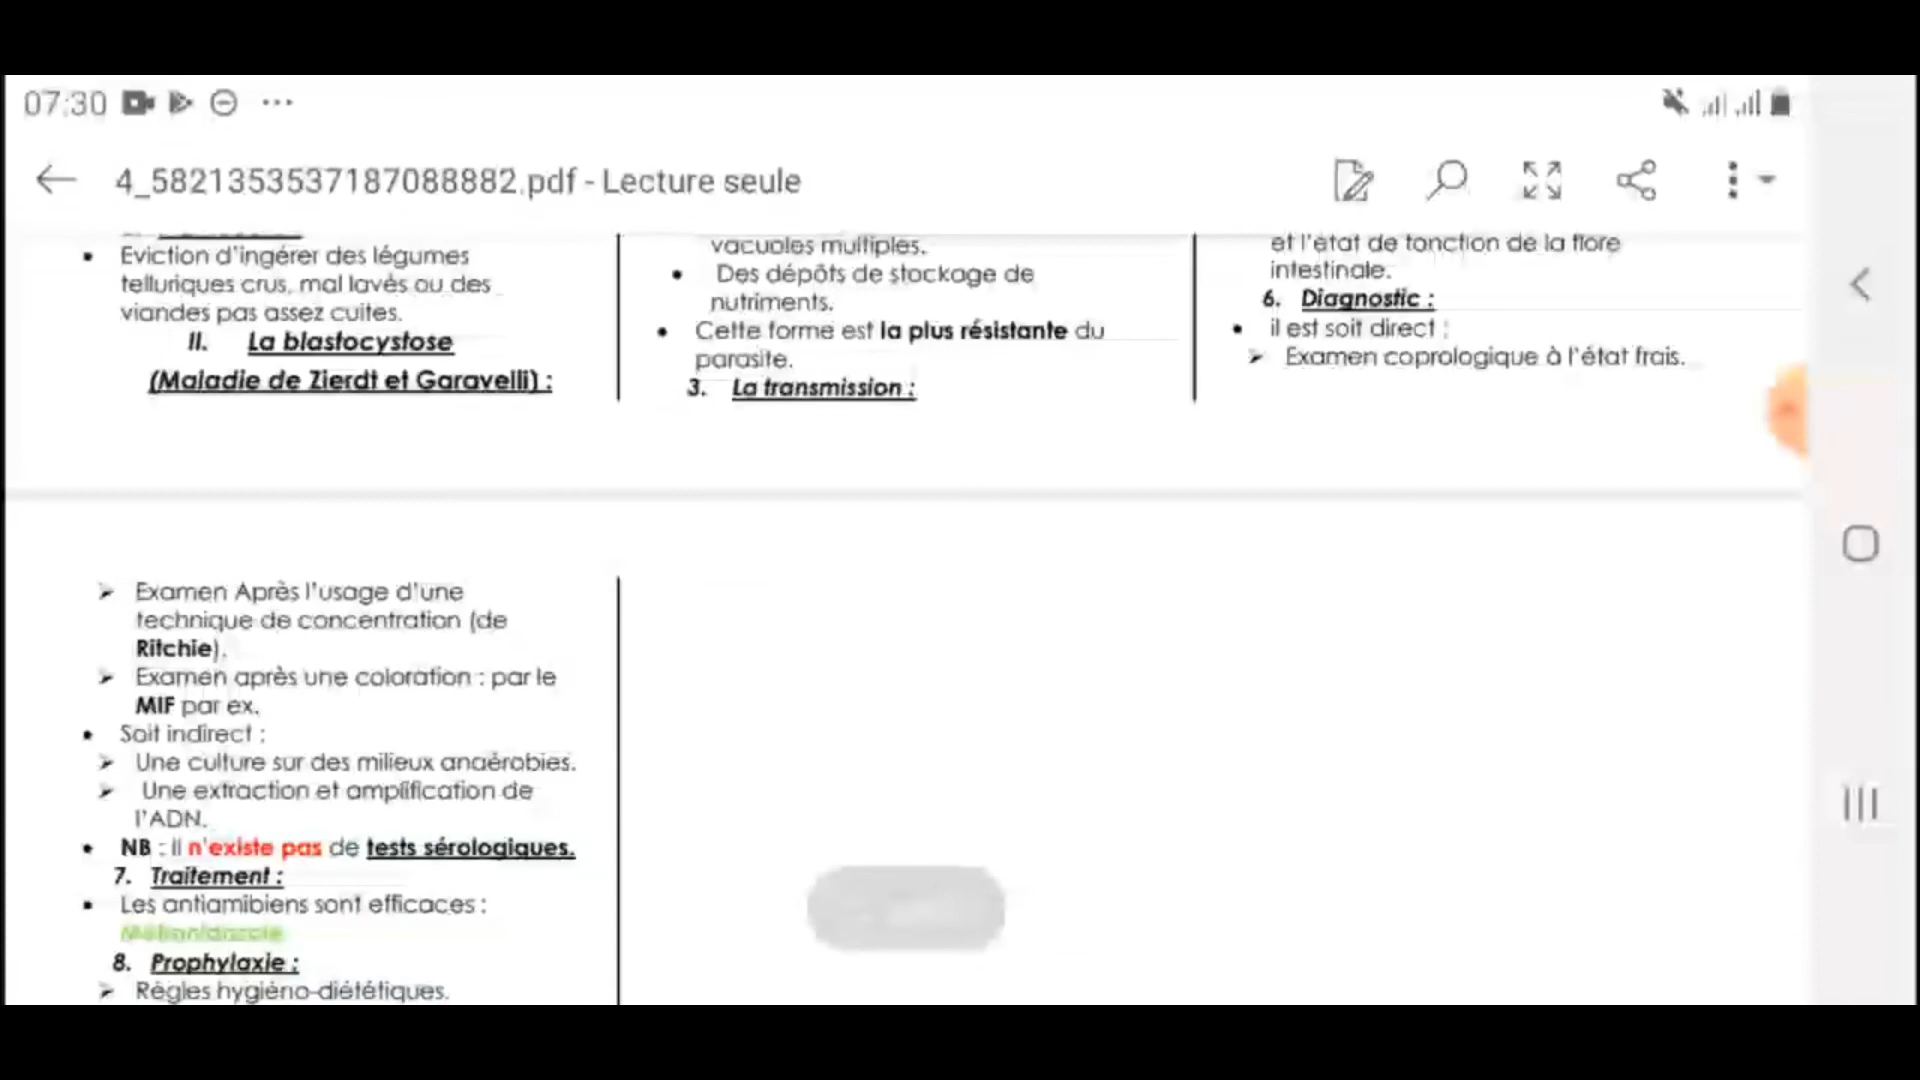 07:30
4_5821353537187088882.pdf - Lecture seule
• Eviction d'ingérer des légumes
telluriques crus, mal lavés ou des
viandes pas assez cuites.
II. La blastocystose
(Maladie de Zierdt et Garavelli) :
vacuoles multiples.
• Des dépôts de stockage de
nutriments.
• Cette forme est la plus résistante du
parasite.
3. La transmission :
et l'état de fonction de la flore
intestinale.
6. Diagnostic :
• il est soit direct :
➢ Examen coprologique à l'état frais.
➢ Examen Après l'usage d'une
technique de concentration (de
Ritchie).
➢ Examen après une coloration : par le
MIF par ex.
• Soit indirect :
➢ Une culture sur des milieux anaérobies.
➢ Une extraction et amplification de
l'ADN.
• NB : Il n'existe pas de tests sérologiques.
7. Traitement :
• Les antiamibiens sont efficaces :
Métronidazole
8. Prophylaxie :
➢ Règles hygiéno-diététiques.